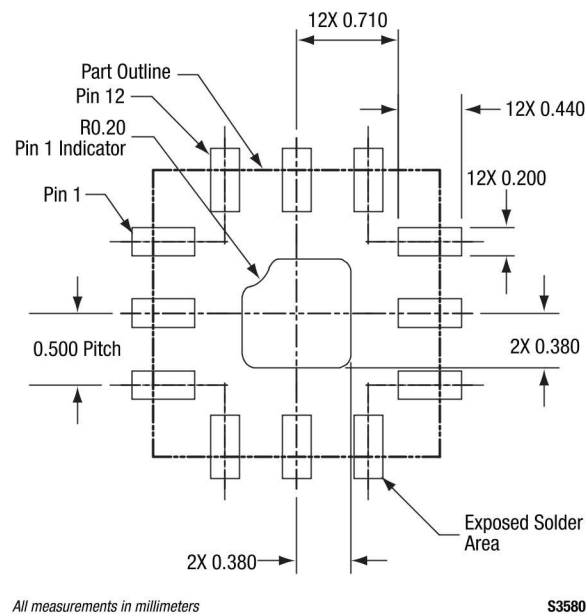 12X 0.710
Part Outline
Pin 12
R0.20
Pin 1 Indicator
12X 0.440
Pin 1
12X 0.200
0.500 Pitch
2X 0.380
Exposed Solder
Area
2X 0.380
All measurements in millimeters
S3580